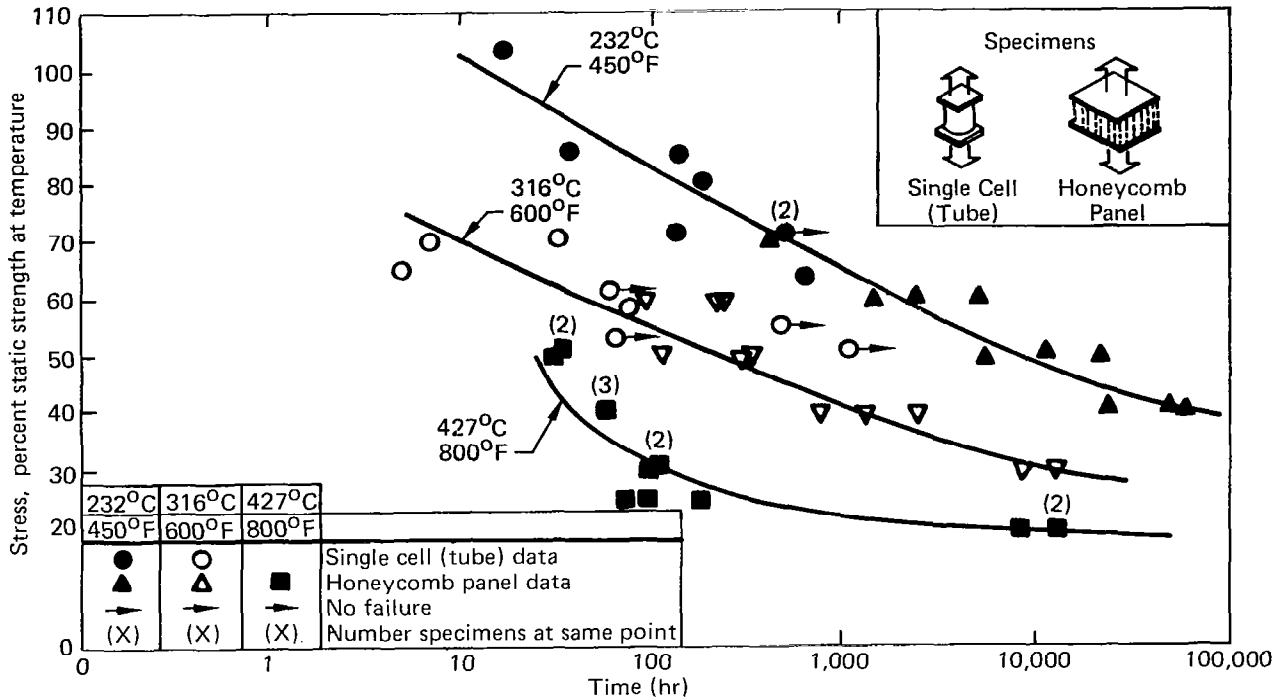 Stress, percent static strength at temperature
110
100
90
80
70
60
50
40
30
20
0
232°C
450°F
316°C
600°F
427°C
800°F
(2)
(2)
(3)
(2)
(2)
Specimens
Single Cell
(Tube)
Honeycomb
Panel
232°C 316°C 427°C
450°F 600°F 800°F
Single cell (tube) data
Honeycomb panel data
No failure
(X) (X) (X). Number specimens at same point
0 1 10 100 1,000 10,000 100,000
Time (hr)